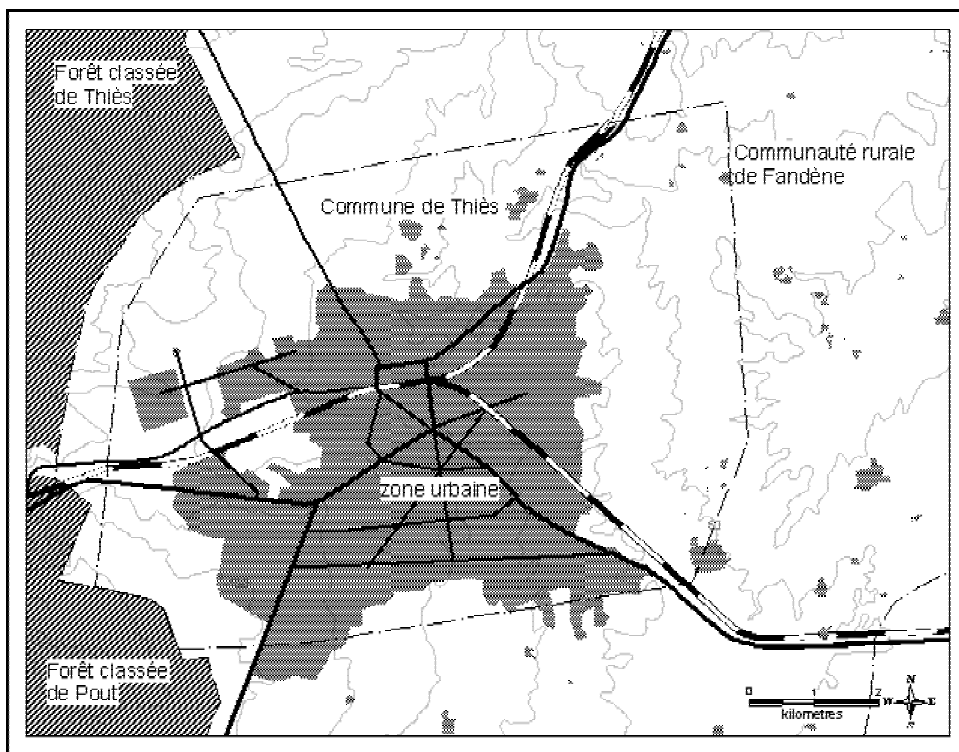 Forêt classée
de Thiès
Communauté rurale
de Fandène
Commune de Thiès
zone urbaine
Forêt classée
de Pout
0 1 2
kilometres
N
W E